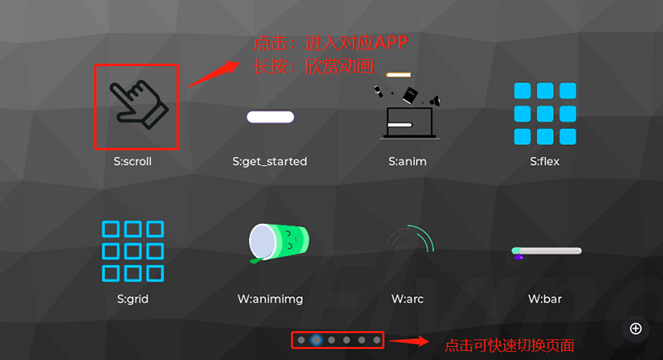 点击：进入对应APP
长按：欣赏动画
S:scroll
S:get_started
S:anim
S:flex
S:grid
W:animimg
W:arc
W:bar
点击可快速切换页面